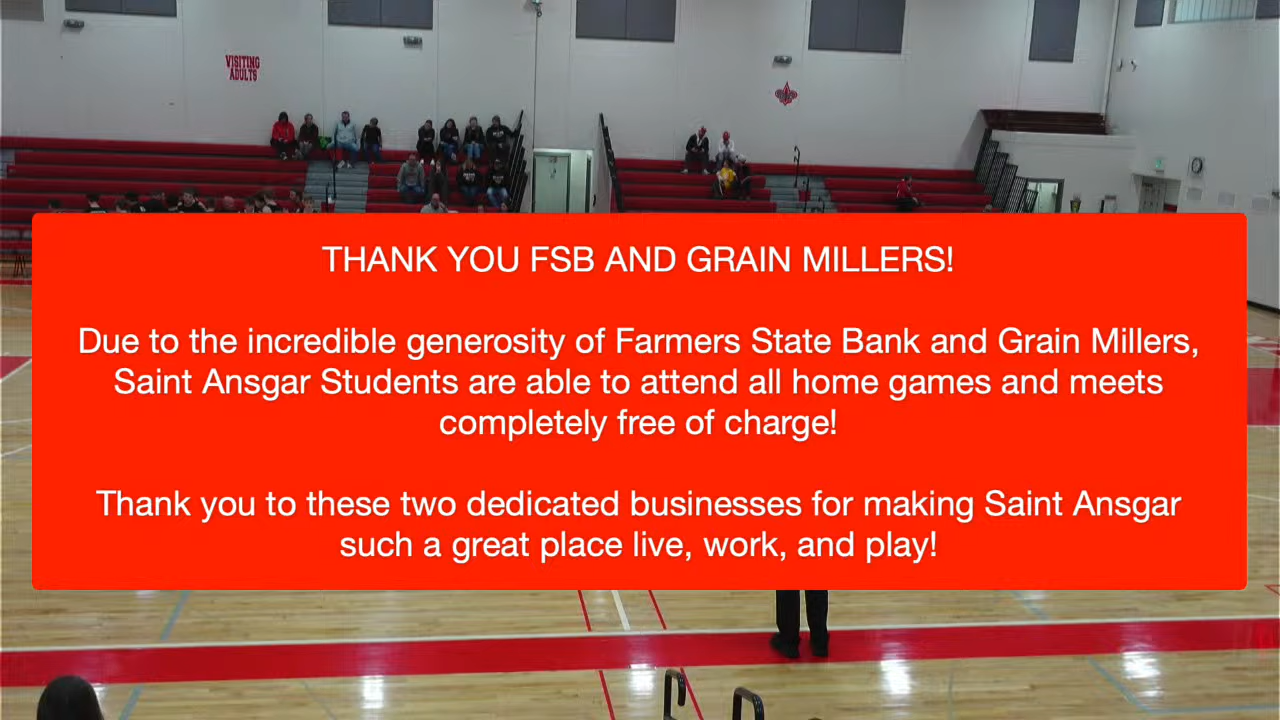 VISITING
ADULTS
THANK YOU FSB AND GRAIN MILLERS!
Due to the incredible generosity of Farmers State Bank and Grain Millers,
Saint Ansgar Students are able to attend all home games and meets
completely free of charge!
Thank you to these two dedicated businesses for making Saint Ansgar
such a great place live, work, and play!